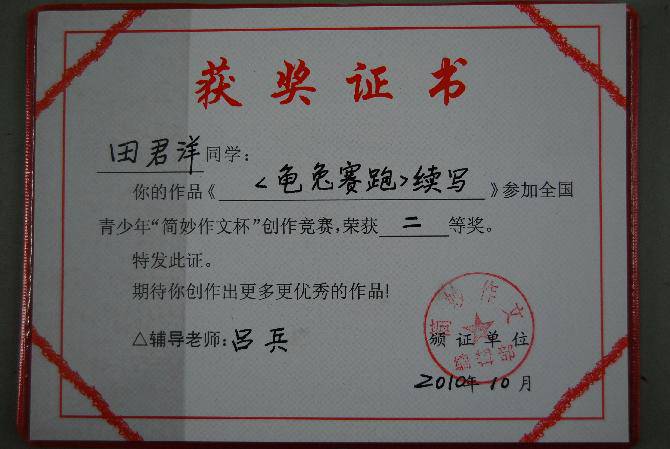 获奖证书
田君洋同学：
你的作品《<龟兔赛跑>续写》参加全国
青少年“简妙作文杯”创作竞赛，荣获二等奖。
特发此证。
期待你创作出更多更优秀的作品！
△辅导老师：吕兵
颁证单位
2010年10月